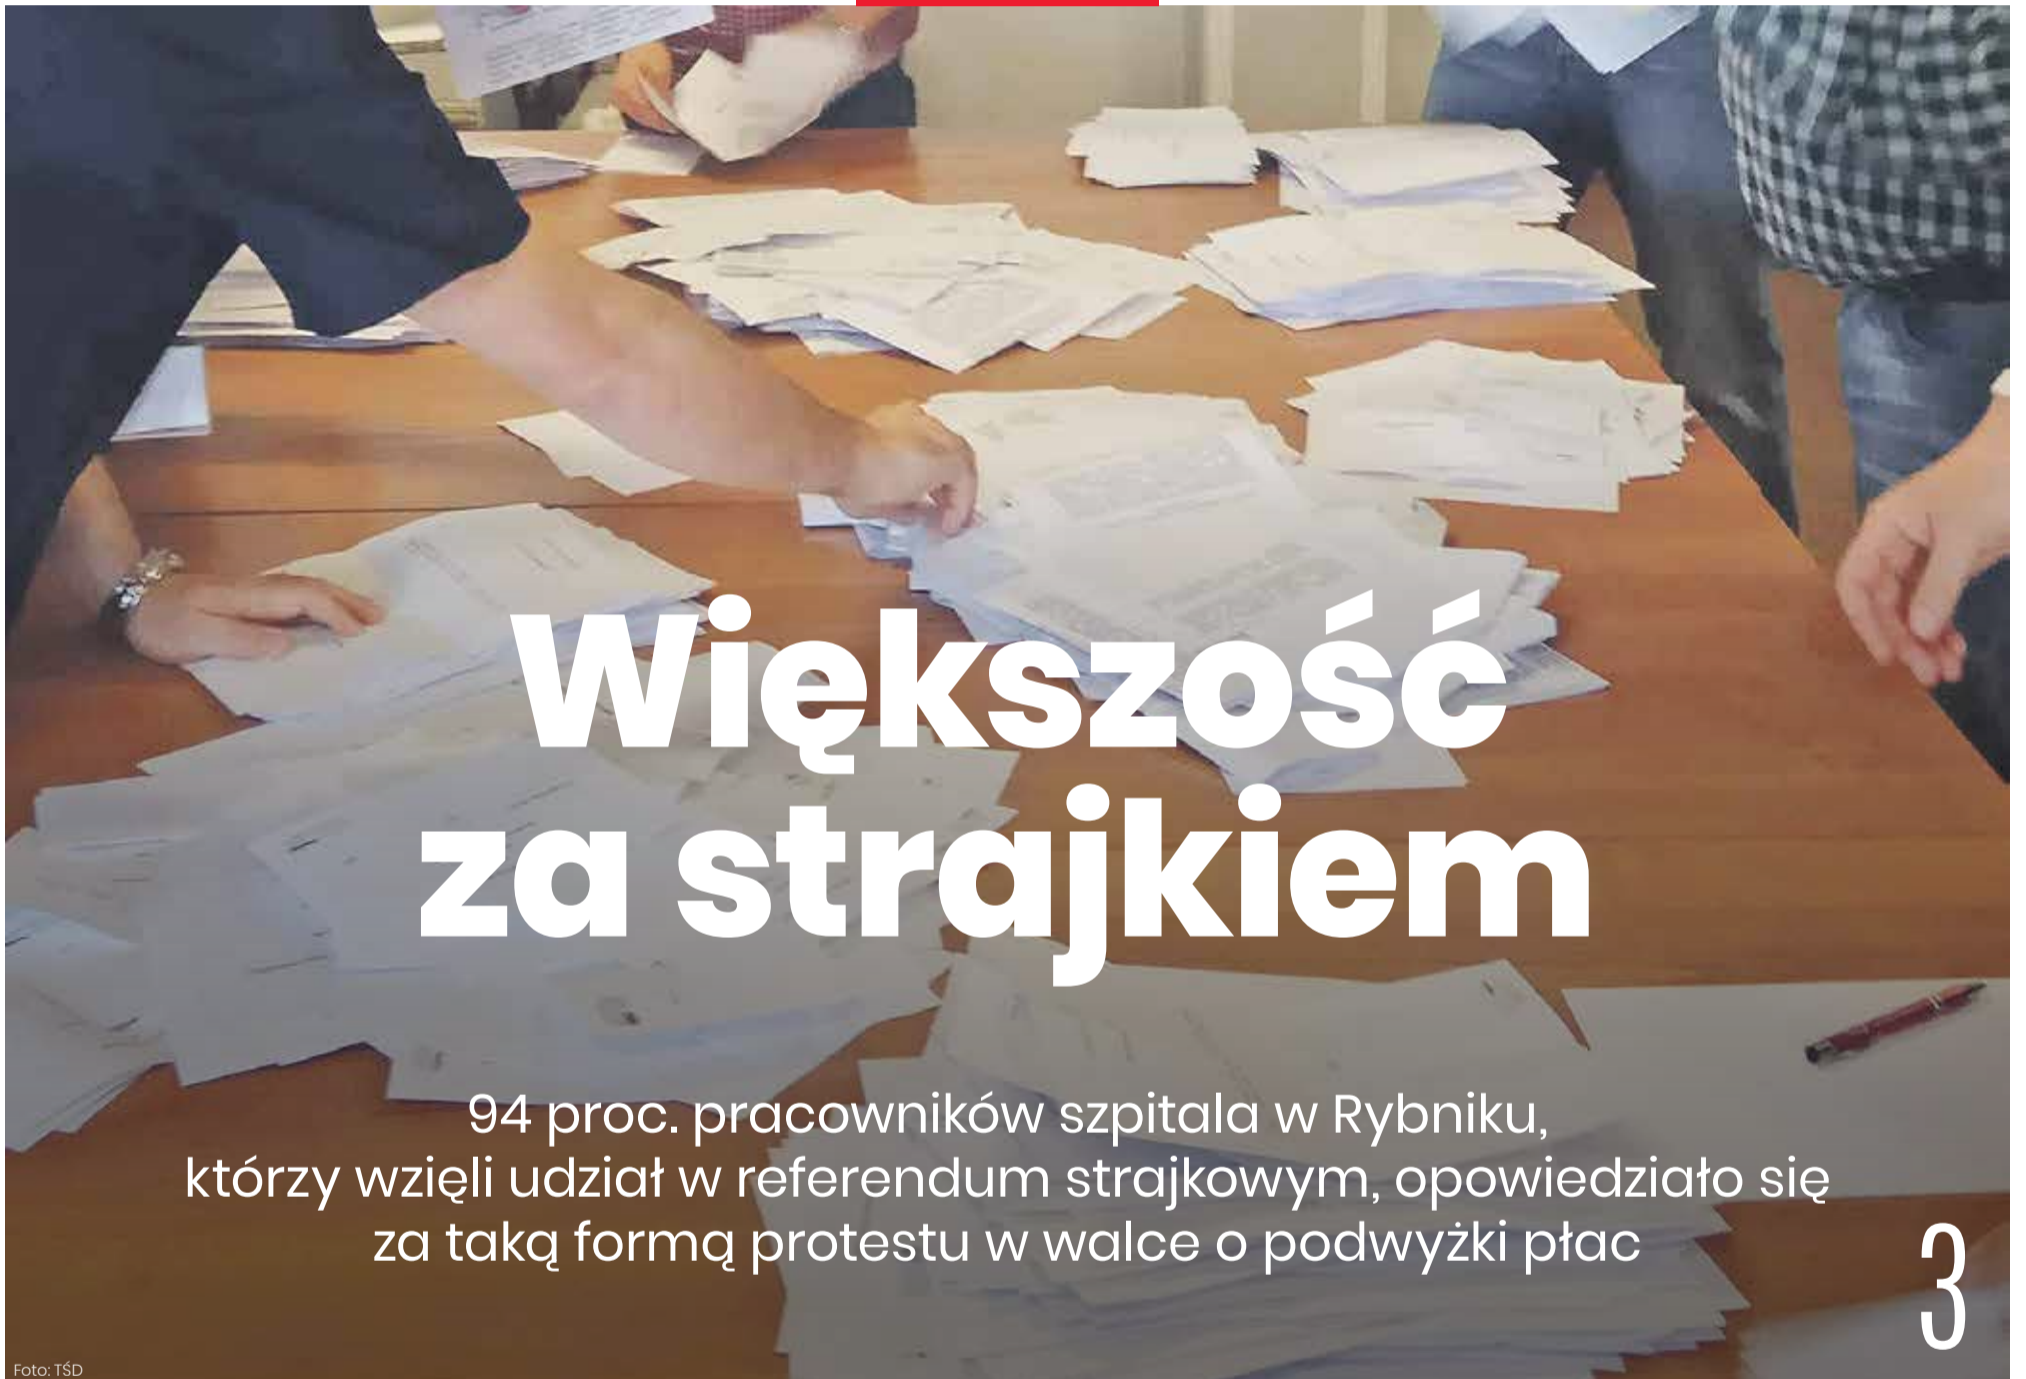 Większość
za strajkiem
94 proc. pracowników szpitala w Rybniku,
którzy wzięli udział w referendum strajkowym, opowiedziało się
za taką formą protestu w walce o podwyżki płac
3
Foto: TŚD